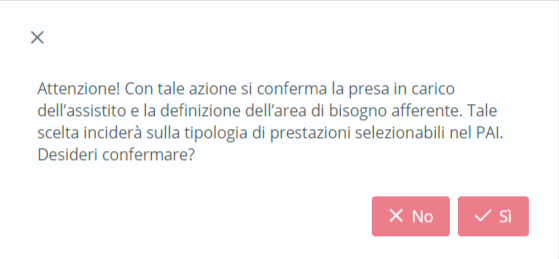 Attenzione! Con tale azione si conferma la presa in carico
dell'assistito e la definizione dell'area di bisogno afferente. Tale
scelta inciderà sulla tipologia di prestazioni selezionabili nel PAI.
Desideri confermare?
No Sì